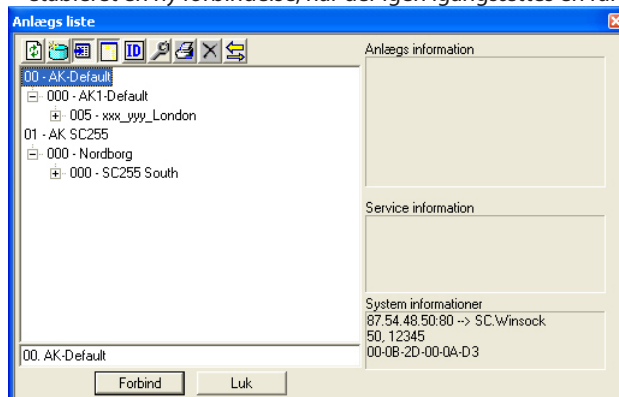 Anlægs liste
ID
Anlægs information
00 - AK-Default
000 - AK1-Default
005 - xxx_yyy_London
01 - AK SC255
000 - Nordborg
000 - SC255 South
Service information
System informationer
87.54.48.50:80 --> SC.Winsock
50, 12345
00-0B-2D-00-0A-D3
00. AK-Default
Forbind
Luk